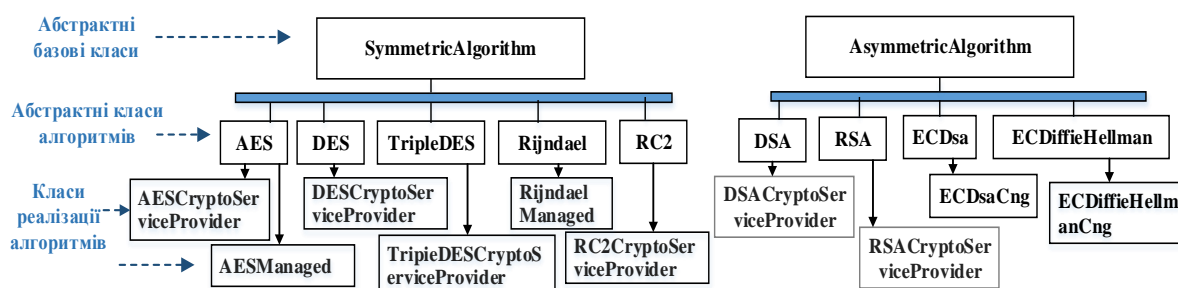 Абстрактні
базові класи
SymmetricAlgorithm
AsymmetricAlgorithm
Абстрактні класи
алгоритмів
AES
DES
TripleDES
Rijndael
RC2
DSA
RSA
ECDsa
ECDiffieHellman
Класи
реалізації
алгоритмів
AESCryptoSer
viceProvider
DESCryptoSer
viceProvider
Rijndael
Managed
DSACryptoSer
viceProvider
ECDsaCng
ECDiffieHellm
anCng
AESManaged
TripieDESCryptoS
erviceProvider
RC2CryptoSer
viceProvider
RSACryptoSer
viceProvider